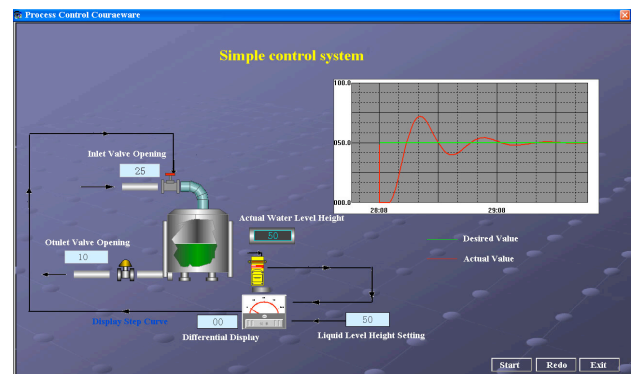 Process Control Couraeware
Simple control system
100.0
050.0
000.0
28:08
29:08
Inlet Valve Opening
25
Actual Water Level Height
50
Otulet Valve Opening
10
Desired Value
Actual Value
Display Step Curve
00
50
Differential Display
Liquid Level Height Setting
Start
Redo
Exit